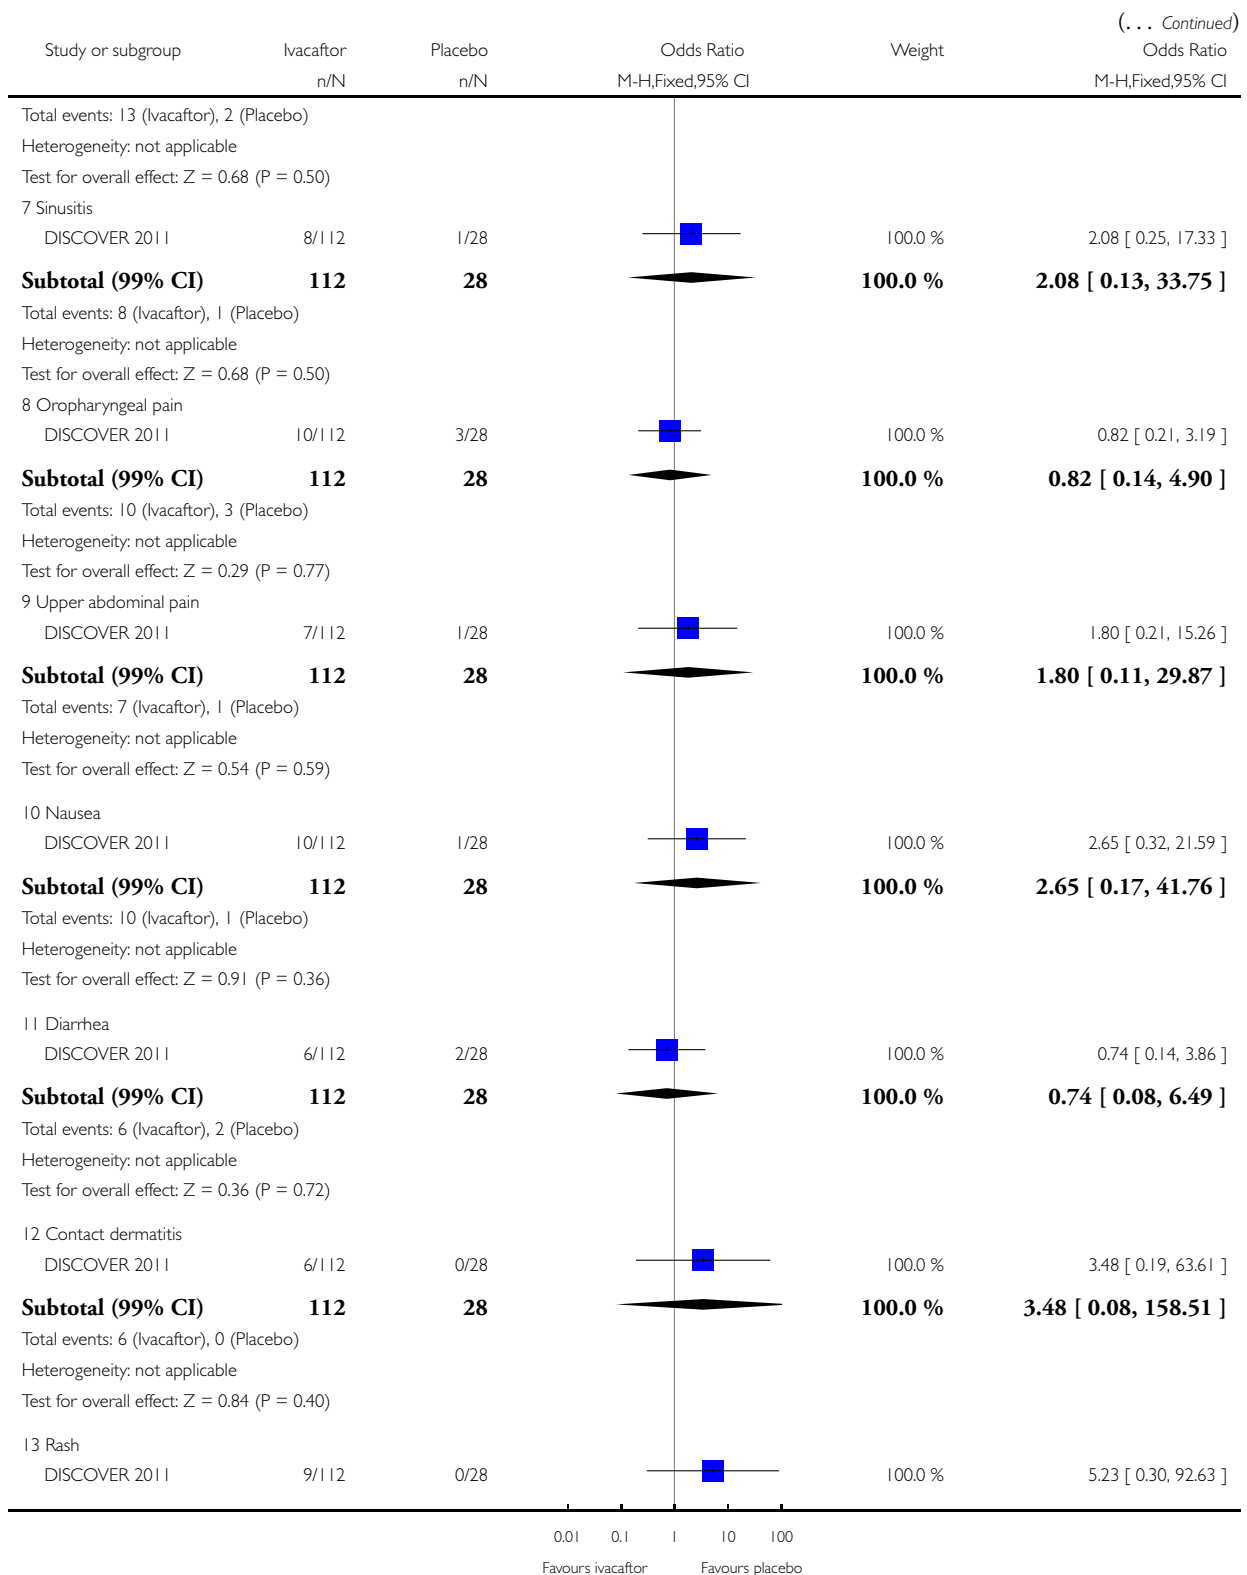 (... Continued)
Study or subgroup Ivacaftor Placebo Odds Ratio Weight Odds Ratio
n/N n/N M-H,Fixed,95% CI M-H,Fixed,95% CI
Total events: 13 (Ivacaftor), 2 (Placebo)
Heterogeneity: not applicable
Test for overall effect: Z = 0.68 (P = 0.50)
7 Sinusitis
DISCOVER 2011 8/112 1/28 100.0 % 2.08 [ 0.25, 17.33 ]
Subtotal (99% CI) 112 28 100.0 % 2.08 [ 0.13, 33.75 ]
Total events: 8 (Ivacaftor), 1 (Placebo)
Heterogeneity: not applicable
Test for overall effect: Z = 0.68 (P = 0.50)
8 Oropharyngeal pain
DISCOVER 2011 10/112 3/28 100.0 % 0.82 [ 0.21, 3.19 ]
Subtotal (99% CI) 112 28 100.0 % 0.82 [ 0.14, 4.90 ]
Total events: 10 (Ivacaftor), 3 (Placebo)
Heterogeneity: not applicable
Test for overall effect: Z = 0.29 (P = 0.77)
9 Upper abdominal pain
DISCOVER 2011 7/112 1/28 100.0 % 1.80 [ 0.21, 15.26 ]
Subtotal (99% CI) 112 28 100.0 % 1.80 [ 0.11, 29.87 ]
Total events: 7 (Ivacaftor), 1 (Placebo)
Heterogeneity: not applicable
Test for overall effect: Z = 0.54 (P = 0.59)
10 Nausea
DISCOVER 2011 10/112 1/28 100.0 % 2.65 [ 0.32, 21.59 ]
Subtotal (99% CI) 112 28 100.0 % 2.65 [ 0.17, 41.76 ]
Total events: 10 (Ivacaftor), 1 (Placebo)
Heterogeneity: not applicable
Test for overall effect: Z = 0.91 (P = 0.36)
11 Diarrhea
DISCOVER 2011 6/112 2/28 100.0 % 0.74 [ 0.14, 3.86 ]
Subtotal (99% CI) 112 28 100.0 % 0.74 [ 0.08, 6.49 ]
Total events: 6 (Ivacaftor), 2 (Placebo)
Heterogeneity: not applicable
Test for overall effect: Z = 0.36 (P = 0.72)
12 Contact dermatitis
DISCOVER 2011 6/112 0/28 100.0 % 3.48 [ 0.19, 63.61 ]
Subtotal (99% CI) 112 28 100.0 % 3.48 [ 0.08, 158.51 ]
Total events: 6 (Ivacaftor), 0 (Placebo)
Heterogeneity: not applicable
Test for overall effect: Z = 0.84 (P = 0.40)
13 Rash
DISCOVER 2011 9/112 0/28 100.0 % 5.23 [ 0.30, 92.63 ]
0.01 0.1 1 10 100
Favours ivacaftor Favours placebo